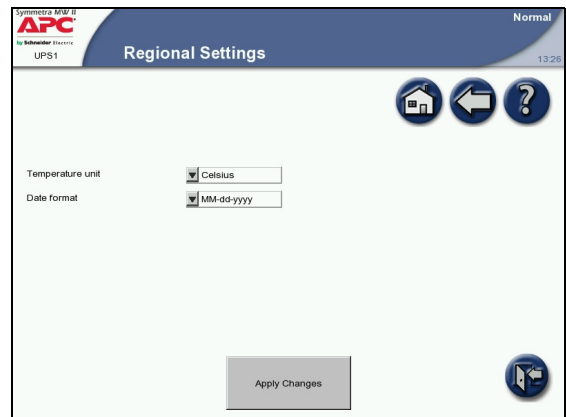 Symmetra MW II
APC
by Schneider Electric
UPS1
Regional Settings
Normal
13:26
?
Temperature unit
Celsius
Date format
MM-dd-yyyy
Apply Changes